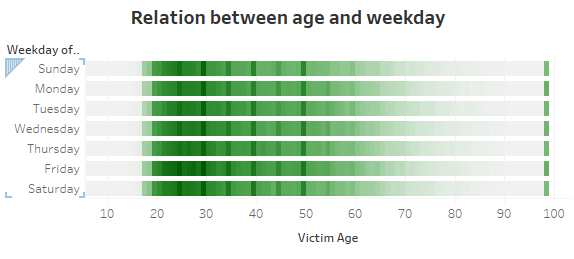 Relation between age and weekday
Weekday of..
Sunday
Monday
Tuesday
Wednesday
Thursday
Friday
Saturday
10 20 30 40 50 60 70 80 90 100
Victim Age